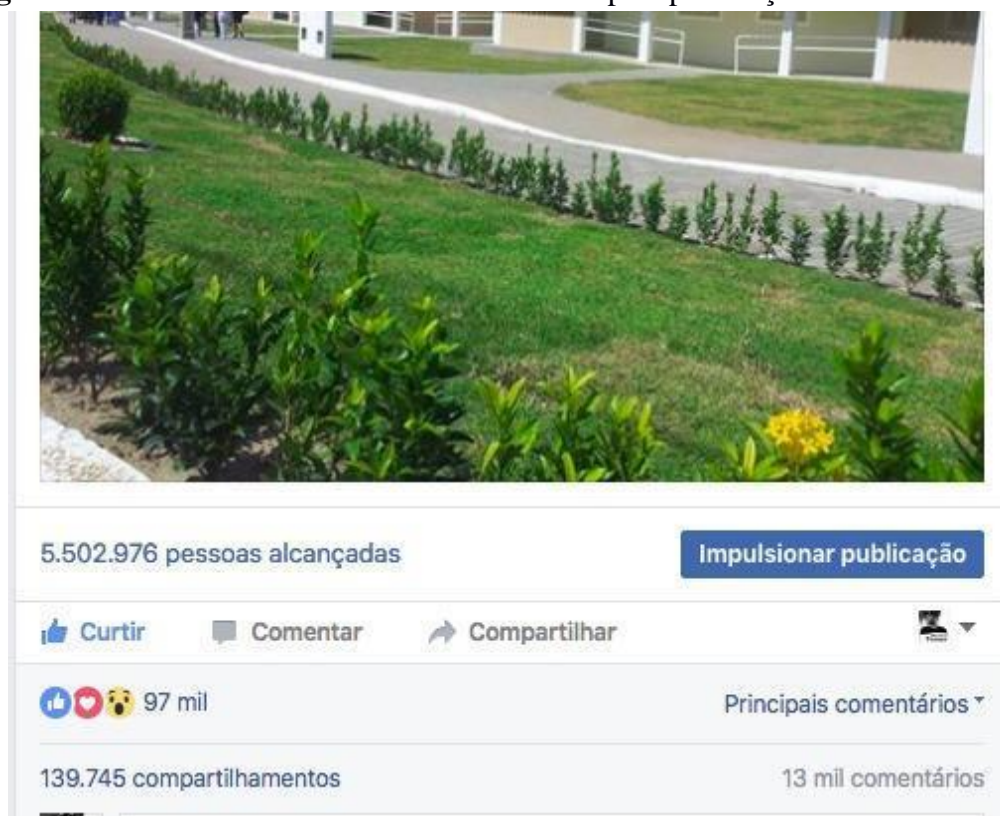 5.502.976 pessoas alcançadas
Impulsionar publicação
Curtir Comentar Compartilhar
97 mil
Principais comentários
139.745 compartilhamentos
13 mil comentários